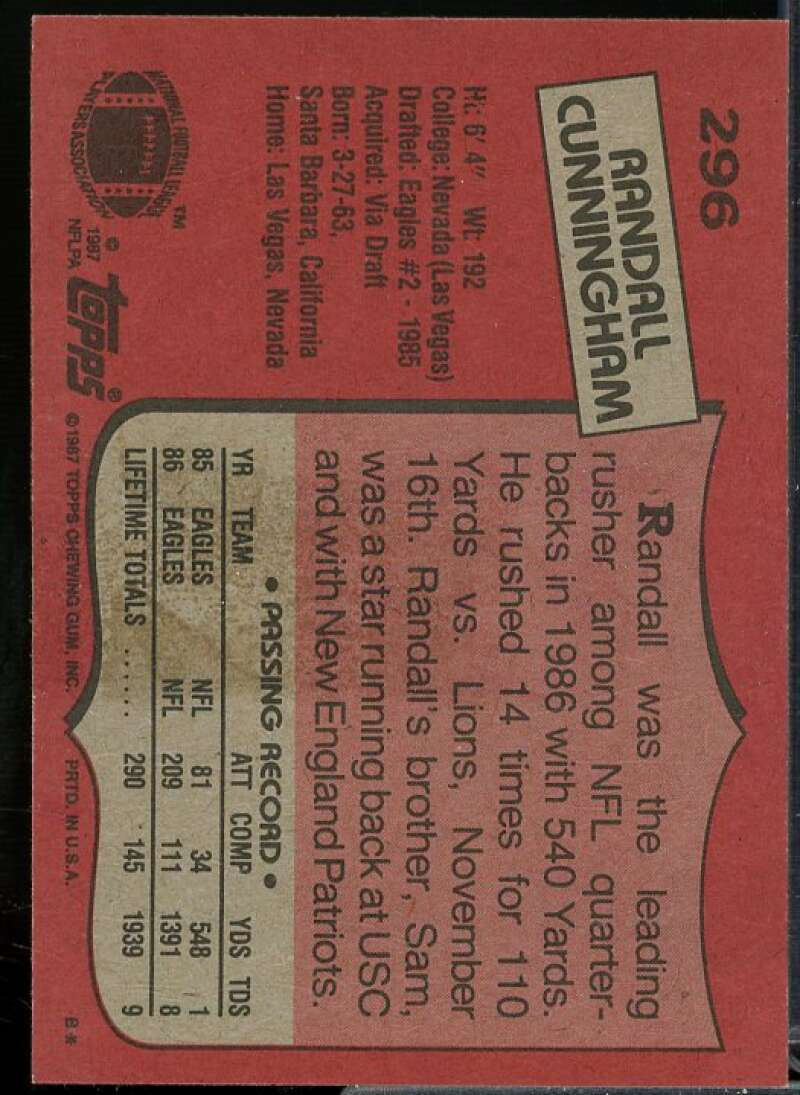 296
RANDALL
CUNNINGHAM
Ht: 6' 4" Wt: 192
College: Nevada (Las Vegas)
Drafted: Eagles #2 - 1985
Acquired: Via Draft
Born: 3-27-63,
Santa Barbara, California
Home: Las Vegas, Nevada
NATIONAL FOOTBALL LEAGUE
PLAYERS ASSOCIATION
™
© 1987
NFLPA
topps®
Randall was the leading
rusher among NFL quarter-
backs in 1986 with 540 Yards.
He rushed 14 times for 110
Yards vs. Lions, November
16th. Randall's brother, Sam,
was a star running back at USC
and with New England Patriots.
• PASSING RECORD •
YR TEAM ATT COMP YDS TDS
85 EAGLES NFL 81 34 548 1
86 EAGLES NFL 209 111 1391 8
LIFETIME TOTALS ...... 290 145 1939 9
© 1987 TOPPS CHEWING GUM, INC. PRTD. IN U.S.A. B*